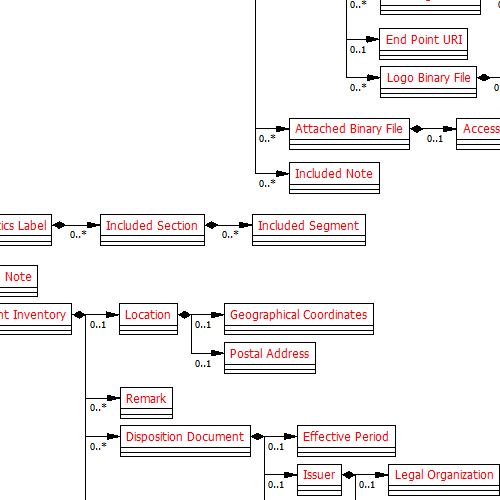 0..*
0..
End Point URI
0..1
Logo Binary File
0..*
Attached Binary File
0..*
0..1
Access
Included Note
0..*
tics Label
0..*
Included Section
0..*
Included Segment
Note
nt Inventory
0..1
Location
0..1
Geographical Coordinates
Postal Address
0..1
Remark
0..*
Disposition Document
0..*
0..1
Effective Period
Issuer
0..1
0..1
Legal Organization